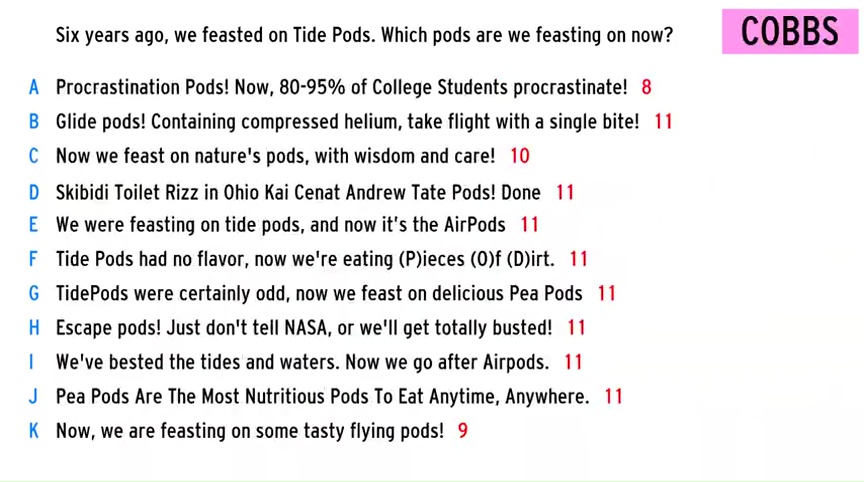 Six years ago, we feasted on Tide Pods. Which pods are we feasting on now?
COBBS
A Procrastination Pods! Now, 80-95% of College Students procrastinate! 8
B Glide pods! Containing compressed helium, take flight with a single bite! 11
C Now we feast on nature's pods, with wisdom and care! 10
D Skibidi Toilet Rizz in Ohio Kai Cenat Andrew Tate Pods! Done 11
E We were feasting on tide pods, and now it's the AirPods 11
F Tide Pods had no flavor, now we're eating (P)ieces (O)f (D)irt. 11
G TidePods were certainly odd, now we feast on delicious Pea Pods 11
H Escape pods! Just don't tell NASA, or we'll get totally busted! 11
I We've bested the tides and waters. Now we go after Airpods. 11
J Pea Pods Are The Most Nutritious Pods To Eat Anytime, Anywhere. 11
K Now, we are feasting on some tasty flying pods! 9